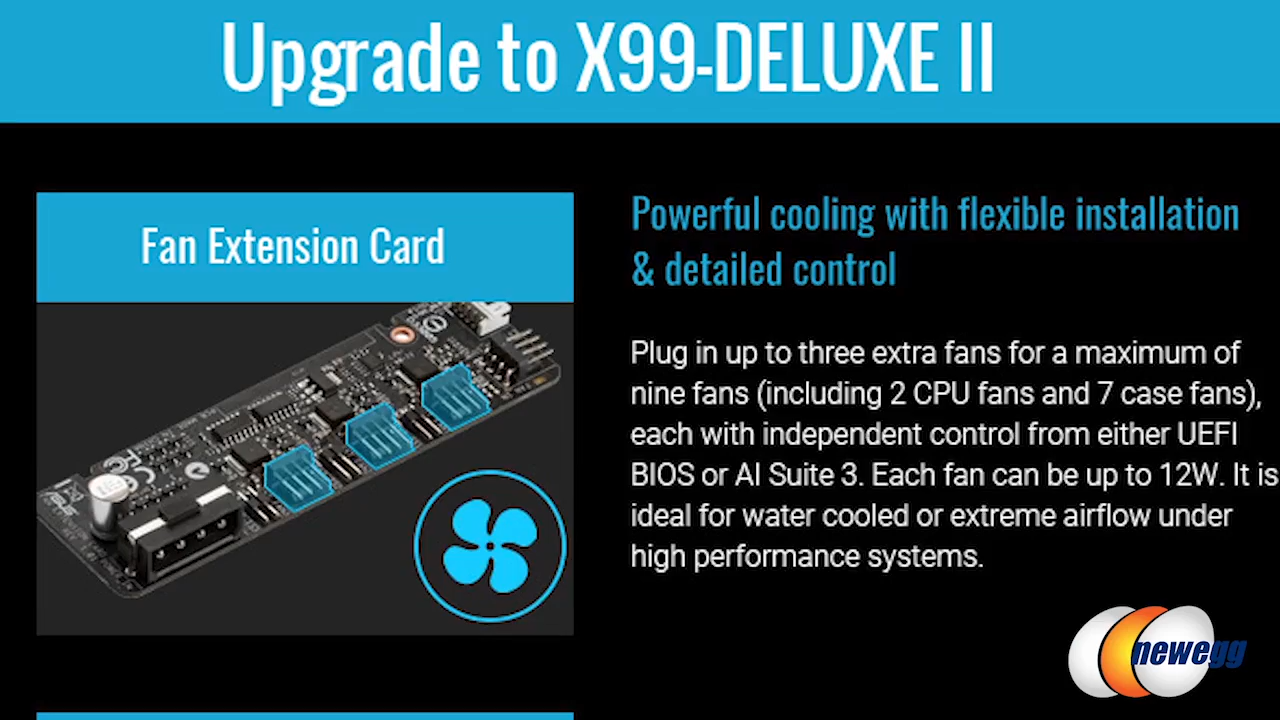 Upgrade to X99-DELUXE II
Fan Extension Card
Powerful cooling with flexible installation
& detailed control
Plug in up to three extra fans for a maximum of
nine fans (including 2 CPU fans and 7 case fans),
each with independent control from either UEFI
BIOS or AI Suite 3. Each fan can be up to 12W. It is
ideal for water cooled or extreme airflow under
high performance systems.
newegg